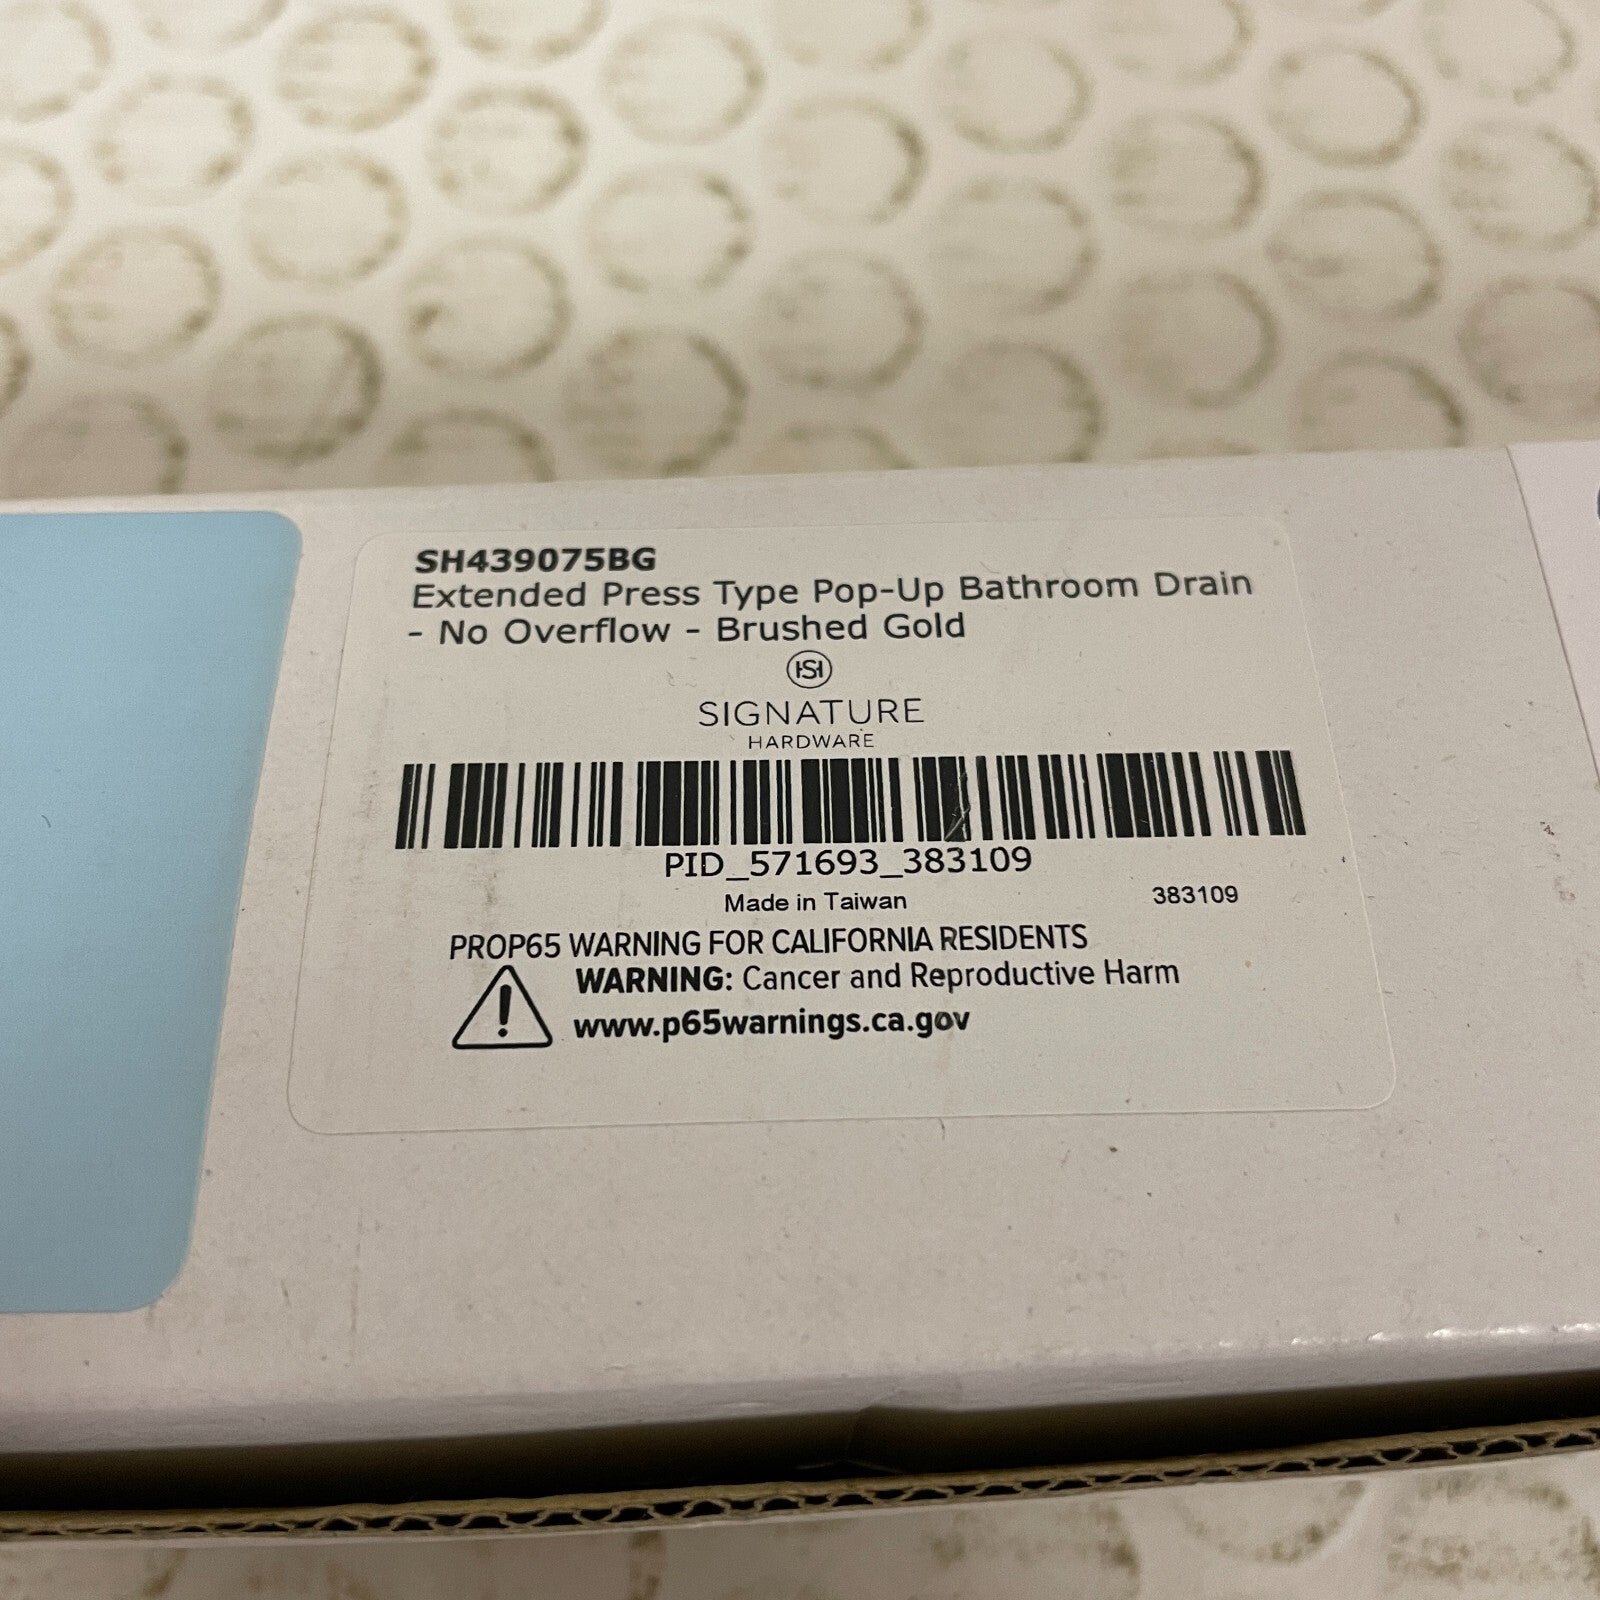 SH439075BG
Extended Press Type Pop-Up Bathroom Drain
- No Overflow - Brushed Gold
HS
SIGNATURE
HARDWARE
PID_571693_383109
Made in Taiwan 383109
PROP65 WARNING FOR CALIFORNIA RESIDENTS
WARNING: Cancer and Reproductive Harm
www.p65warnings.ca.gov